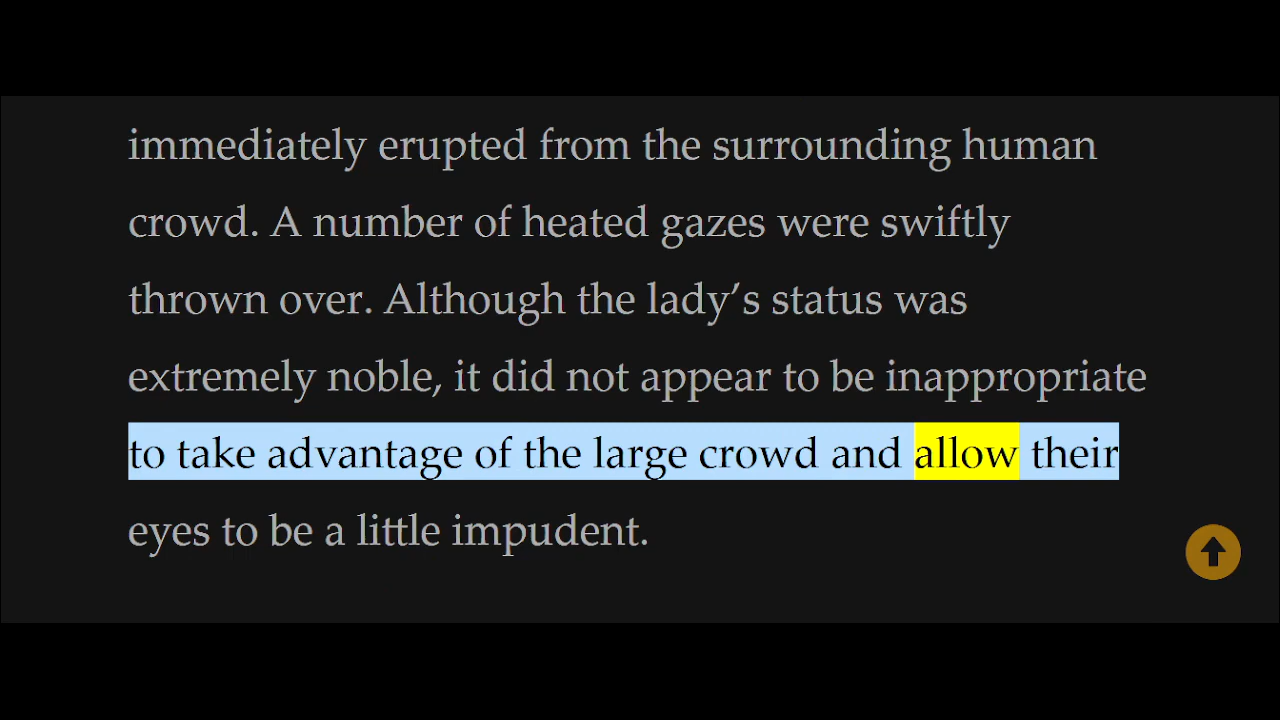 immediately erupted from the surrounding human
crowd. A number of heated gazes were swiftly
thrown over. Although the lady’s status was
extremely noble, it did not appear to be inappropriate
to take advantage of the large crowd and allow their
eyes to be a little impudent.